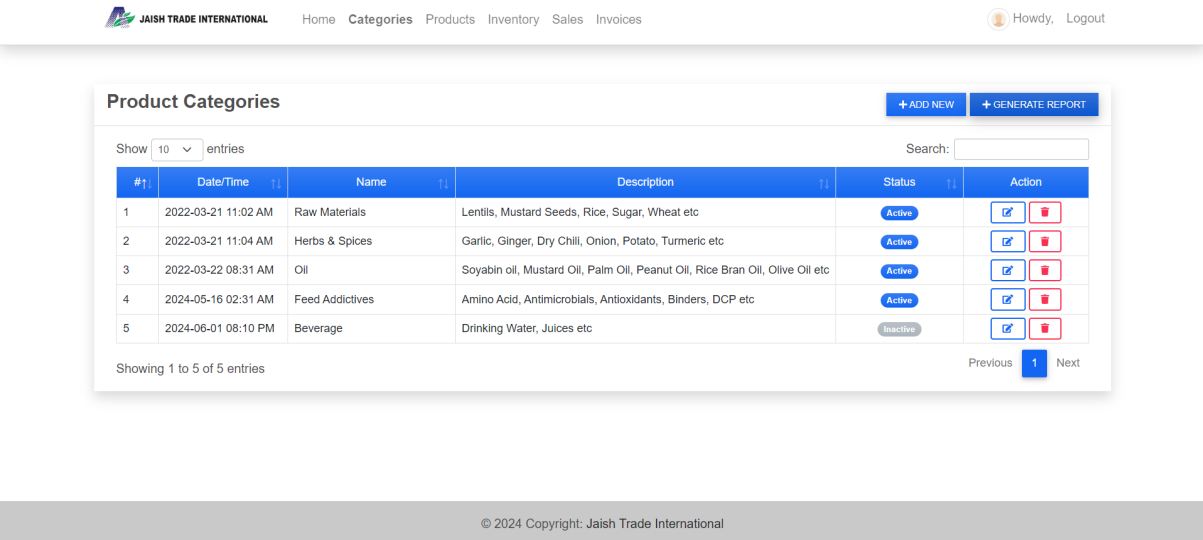 JAISH TRADE INTERNATIONAL Home Categories Products Inventory Sales Invoices Howdy, Logout
Product Categories ADD NEW GENERATE REPORT
Show 10 entries Search:
# Date/Time Name Description Status Action
1 2022-03-21 11:02 AM Raw Materials Lentils, Mustard Seeds, Rice, Sugar, Wheat etc Active
2 2022-03-21 11:04 AM Herbs & Spices Garlic, Ginger, Dry Chili, Onion, Potato, Turmeric etc Active
3 2022-03-22 08:31 AM Oil Soyabin oil, Mustard Oil, Palm Oil, Peanut Oil, Rice Bran Oil, Olive Oil etc Active
4 2024-05-16 02:31 AM Feed Addictives Amino Acid, Antimicrobials, Antioxidants, Binders, DCP etc Active
5 2024-06-01 08:10 PM Beverage Drinking Water, Juices etc Inactive
Showing 1 to 5 of 5 entries Previous 1 Next
© 2024 Copyright: Jaish Trade International